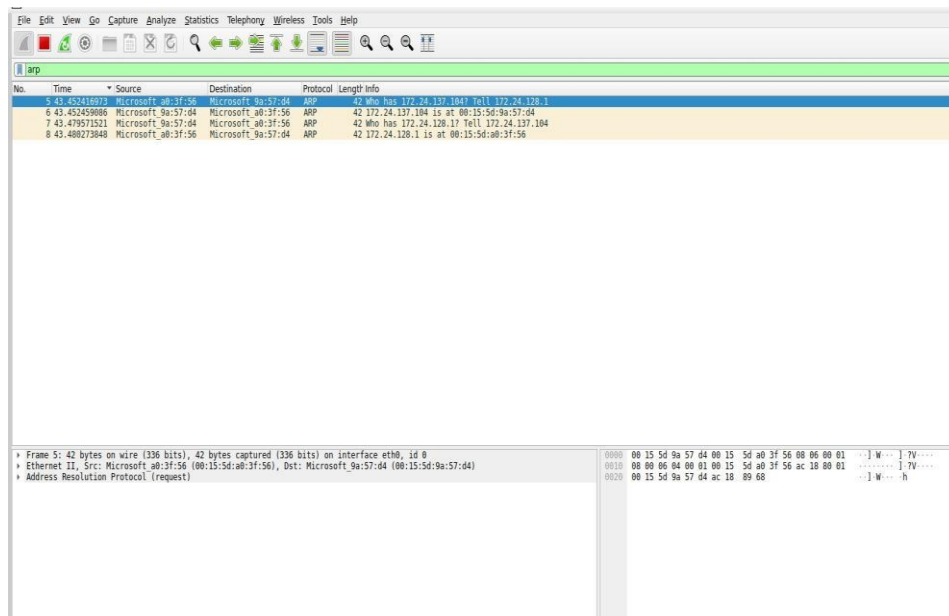 File Edit View Go Capture Analyze Statistics Telephony Wireless Tools Help
arp
No. Time Source Destination Protocol Length Info
5 43.452416973 Microsoft_a0:3f:56 Microsoft_9a:57:d4 ARP 42 Who has 172.24.137.104? Tell 172.24.128.1
6 43.452459086 Microsoft_9a:57:d4 Microsoft_a0:3f:56 ARP 42 172.24.137.104 is at 00:15:5d:9a:57:d4
7 43.479571521 Microsoft_9a:57:d4 Microsoft_a0:3f:56 ARP 42 Who has 172.24.128.1? Tell 172.24.137.104
8 43.480273848 Microsoft_a0:3f:56 Microsoft_9a:57:d4 ARP 42 172.24.128.1 is at 00:15:5d:a0:3f:56
Frame 5: 42 bytes on wire (336 bits), 42 bytes captured (336 bits) on interface eth0, id 0
Ethernet II, Src: Microsoft_a0:3f:56 (00:15:5d:a0:3f:56), Dst: Microsoft_9a:57:d4 (00:15:5d:9a:57:d4)
Address Resolution Protocol (request)
0000 00 15 5d 9a 57 d4 00 15 5d a0 3f 56 08 06 00 01 ··]·W··· ]·?V····
0010 08 00 06 04 00 01 00 15 5d a0 3f 56 ac 18 80 01 ········ ]·?V····
0020 00 15 5d 9a 57 d4 ac 18 89 68 ··]·W··· ·h